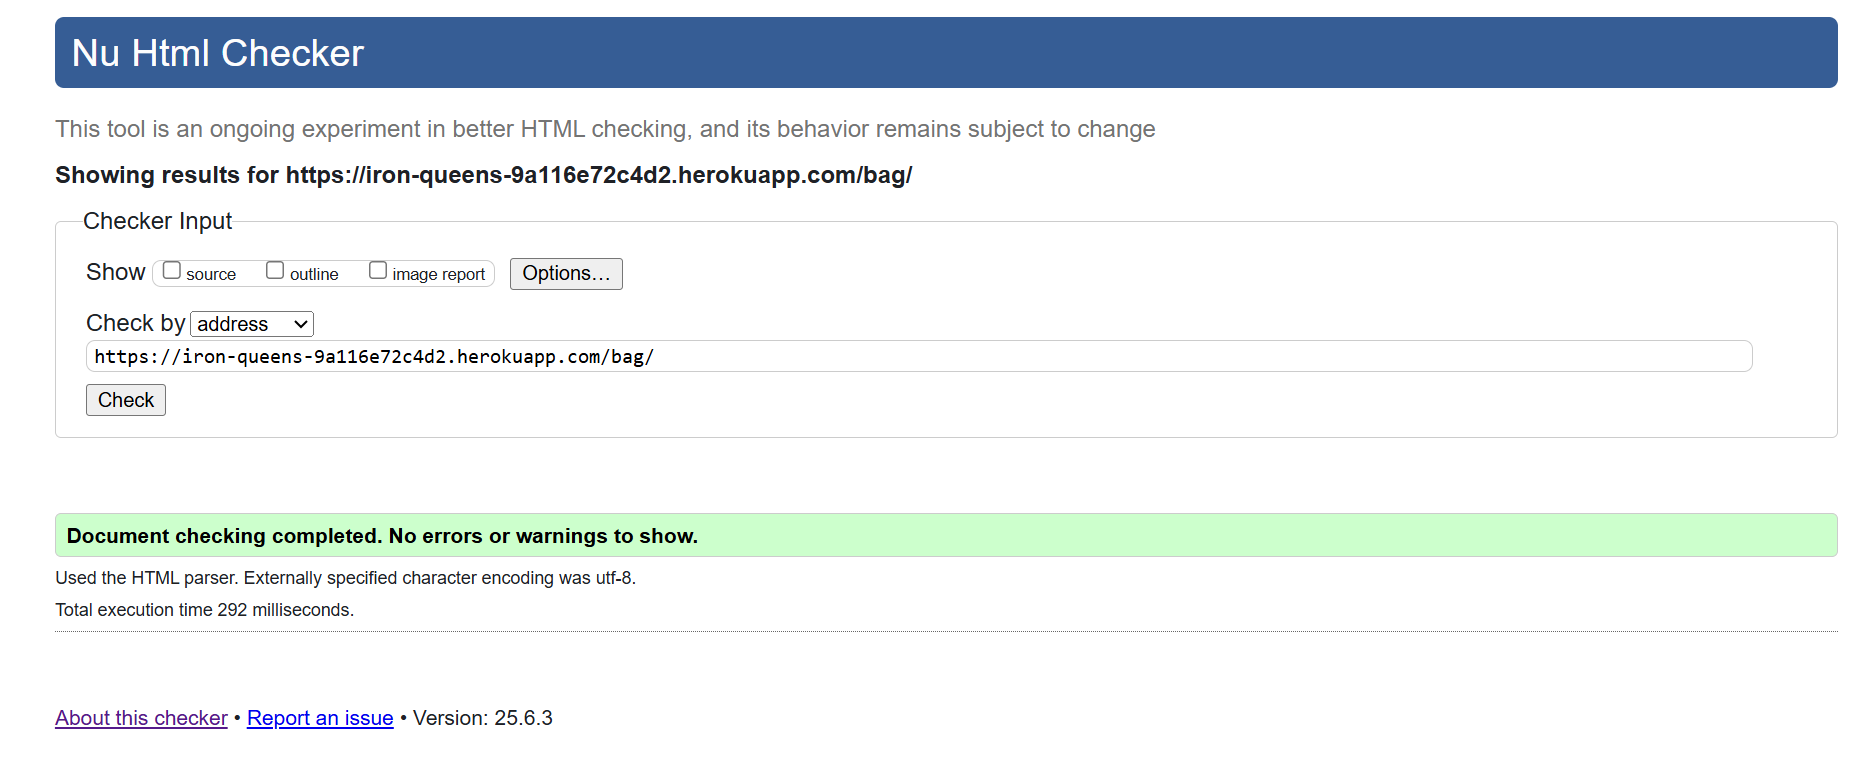 Nu Html Checker
This tool is an ongoing experiment in better HTML checking, and its behavior remains subject to change
Showing results for https://iron-queens-9a116e72c4d2.herokuapp.com/bag/
Checker Input
Show source outline image report Options...
Check by address
https://iron-queens-9a116e72c4d2.herokuapp.com/bag/
Check
Document checking completed. No errors or warnings to show.
Used the HTML parser. Externally specified character encoding was utf-8.
Total execution time 292 milliseconds.
About this checker • Report an issue • Version: 25.6.3